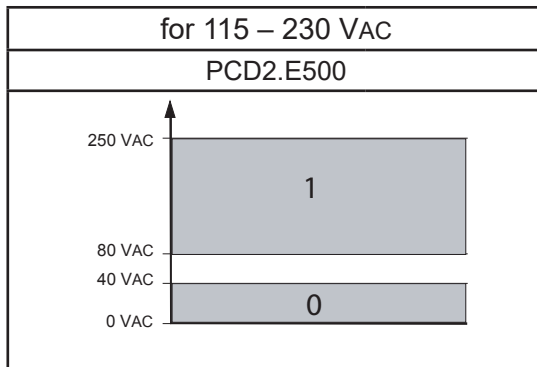 for 115 – 230 VAC
PCD2.E500
250 VAC
1
80 VAC
40 VAC
0
0 VAC